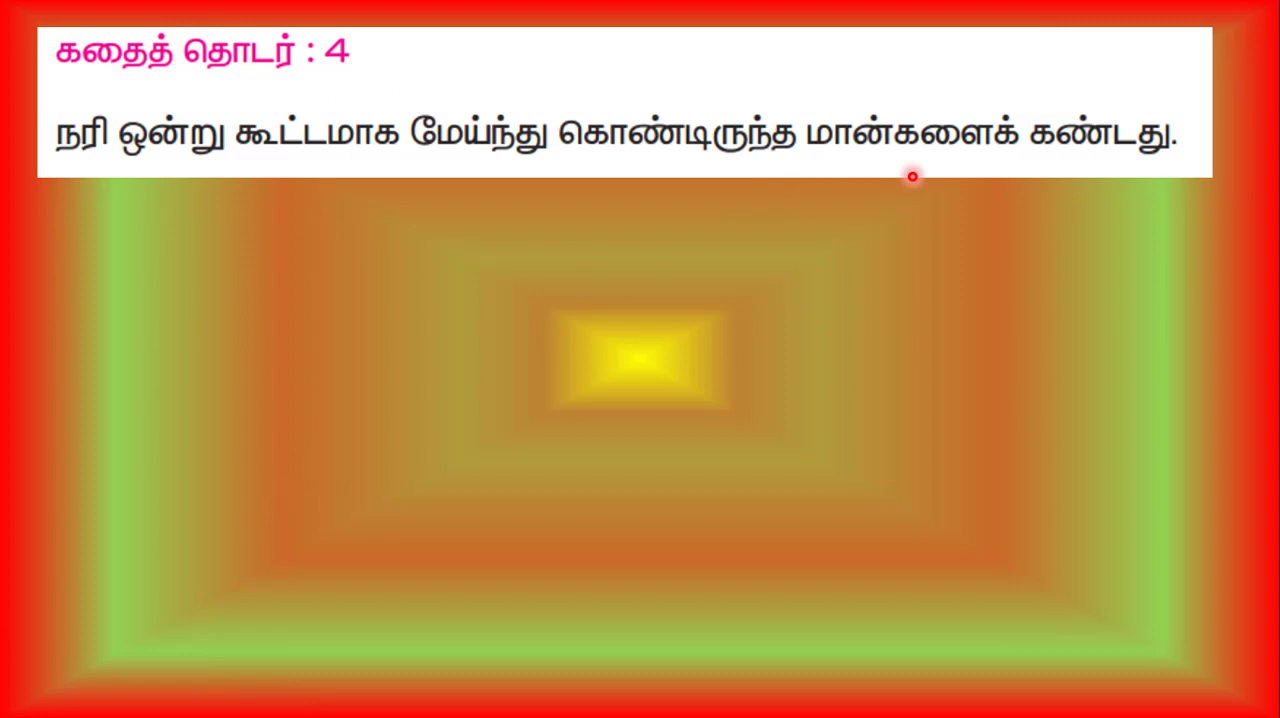 கதைத் தொடர் : 4
நரி ஒன்று கூட்டமாக மேய்ந்து கொண்டிருந்த மான்களைக் கண்டது.